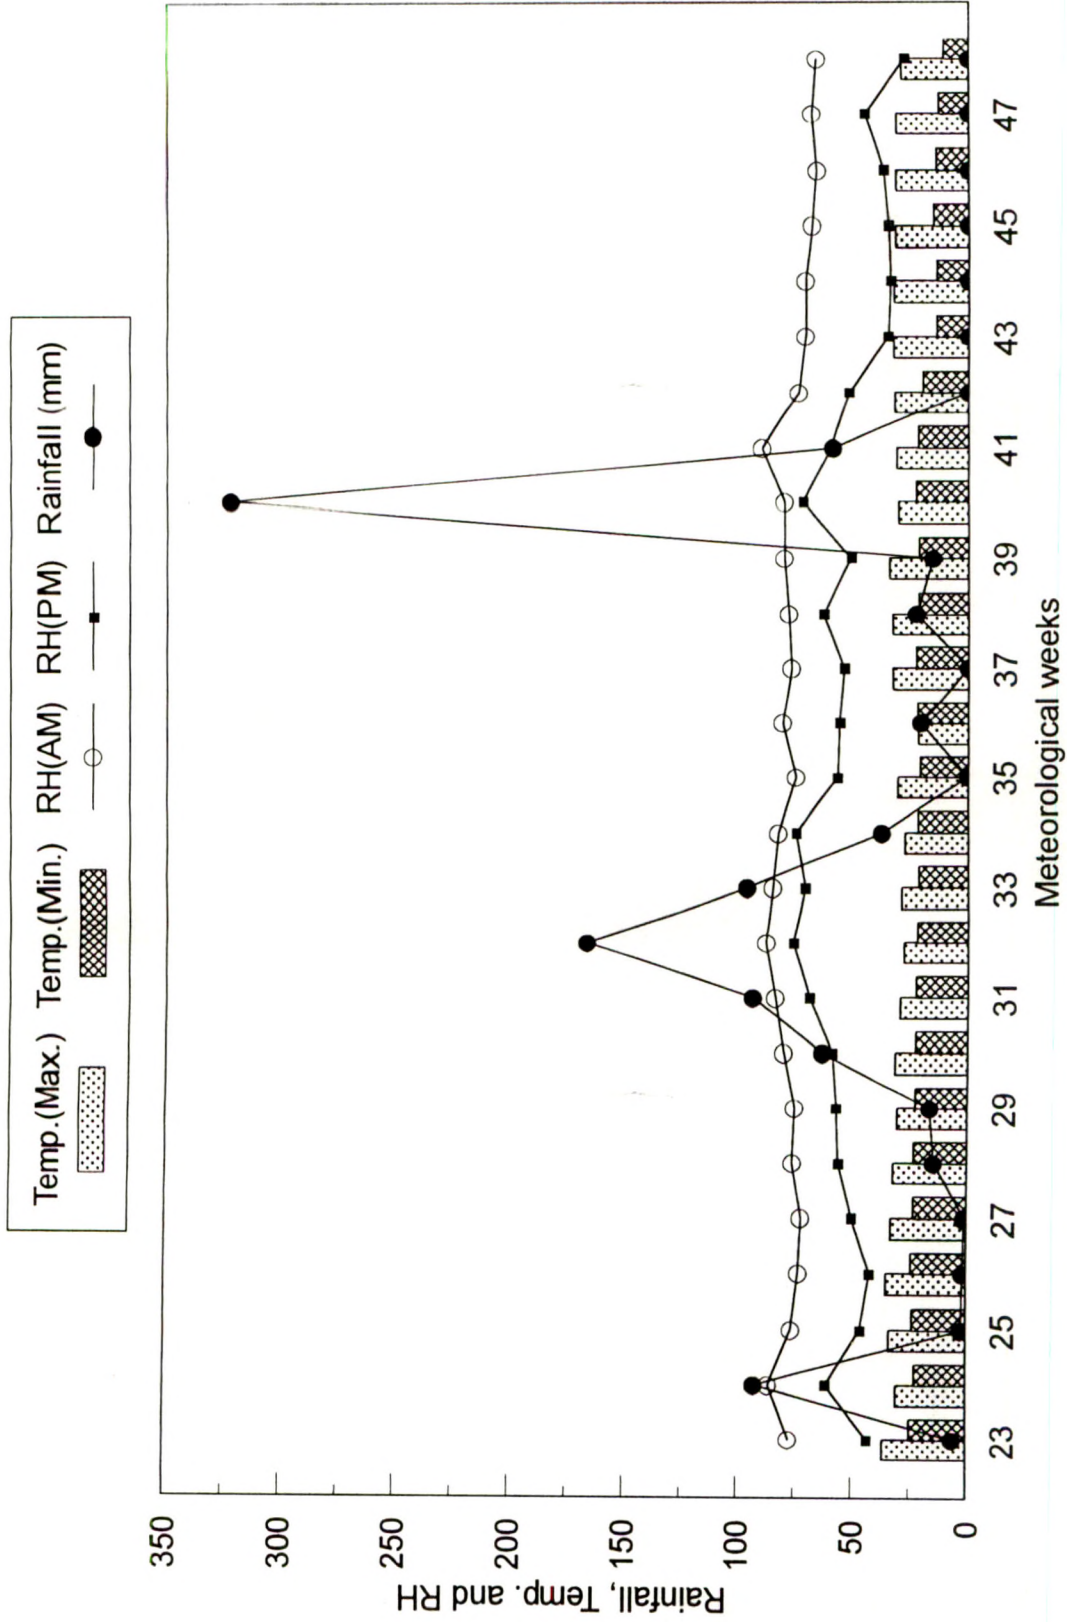 Temp.(Max.) Temp.(Min.) RH(AM) RH(PM) Rainfall (mm)
Rainfall, Temp. and RH
350
300
250
200
150
100
50
0
23 25 27 29 31 33 35 37 39 41 43 45 47
Meteorological weeks